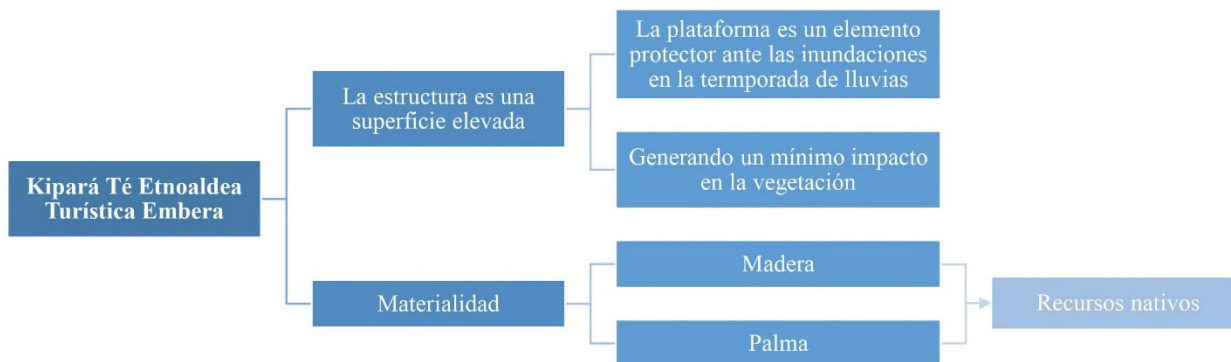 Kipará Té Etnoaldea
Turística Embera
La estructura es una
superficie elevada
La plataforma es un elemento
protector ante las inundaciones
en la termporada de lluvias
Generando un mínimo impacto
en la vegetación
Materialidad
Madera
Palma
Recursos nativos